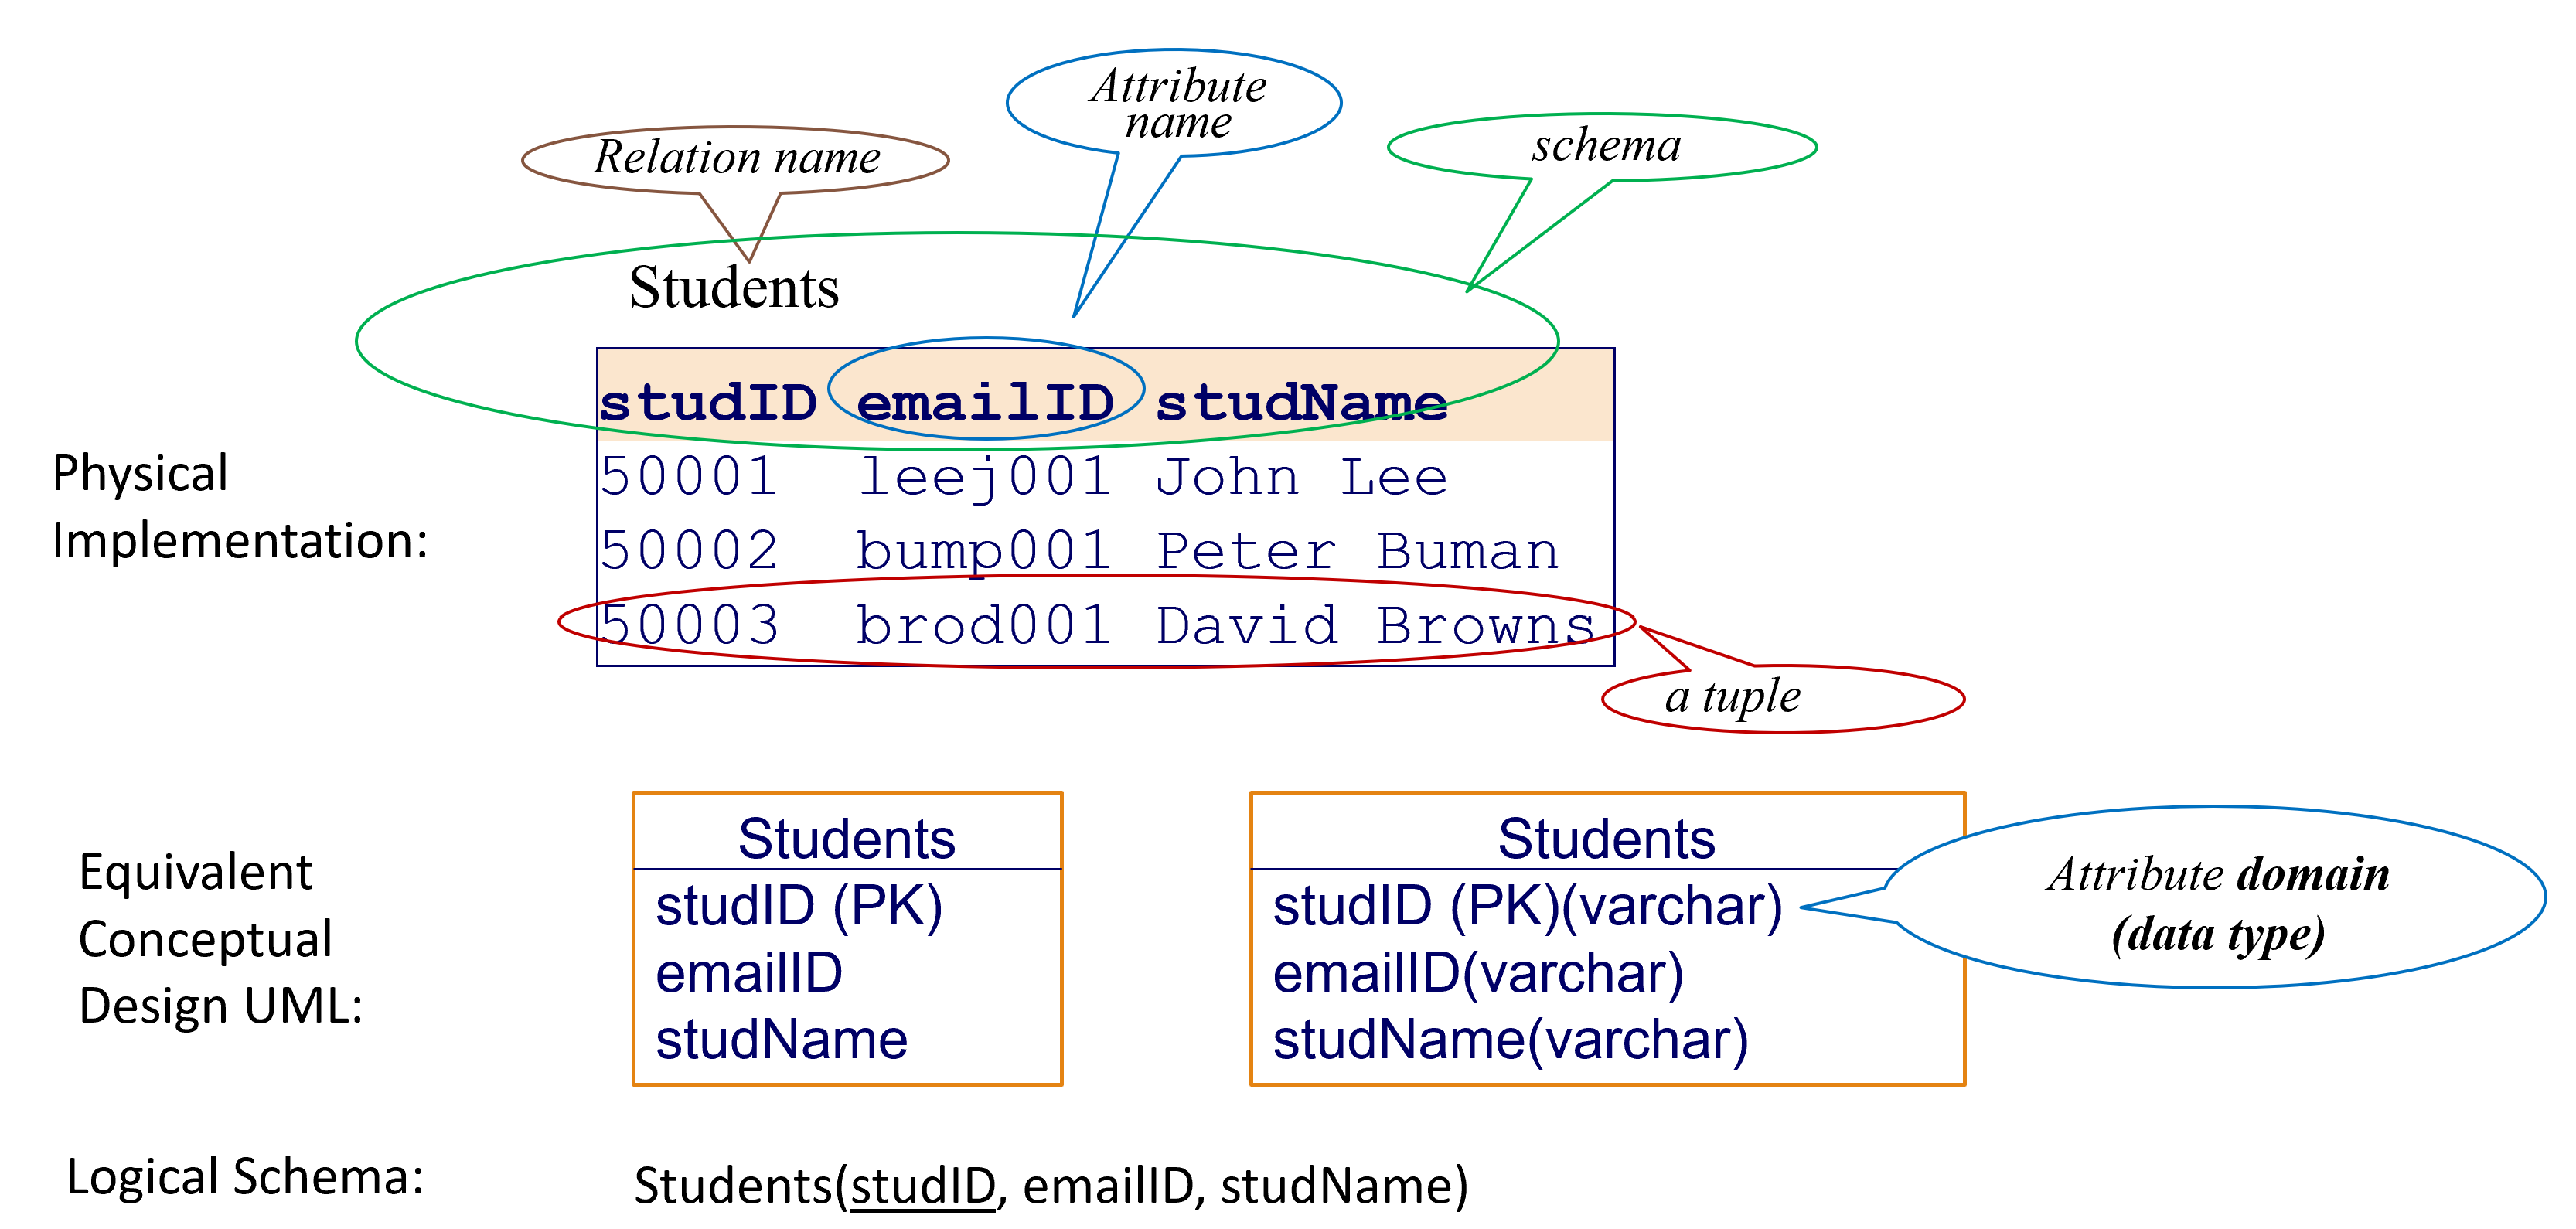 Attribute
name
Relation name
schema
Students
studID emailID studName
Physical
Implementation:
50001 leej001 John Lee
50002 bump001 Peter Buman
50003 brod001 David Browns
a tuple
Equivalent
Conceptual
Design UML:
Students
studID (PK)
emailID
studName
Students
studID (PK)(varchar)
emailID(varchar)
studName(varchar)
Attribute domain
(data type)
Logical Schema:
Students(studID, emailID, studName)